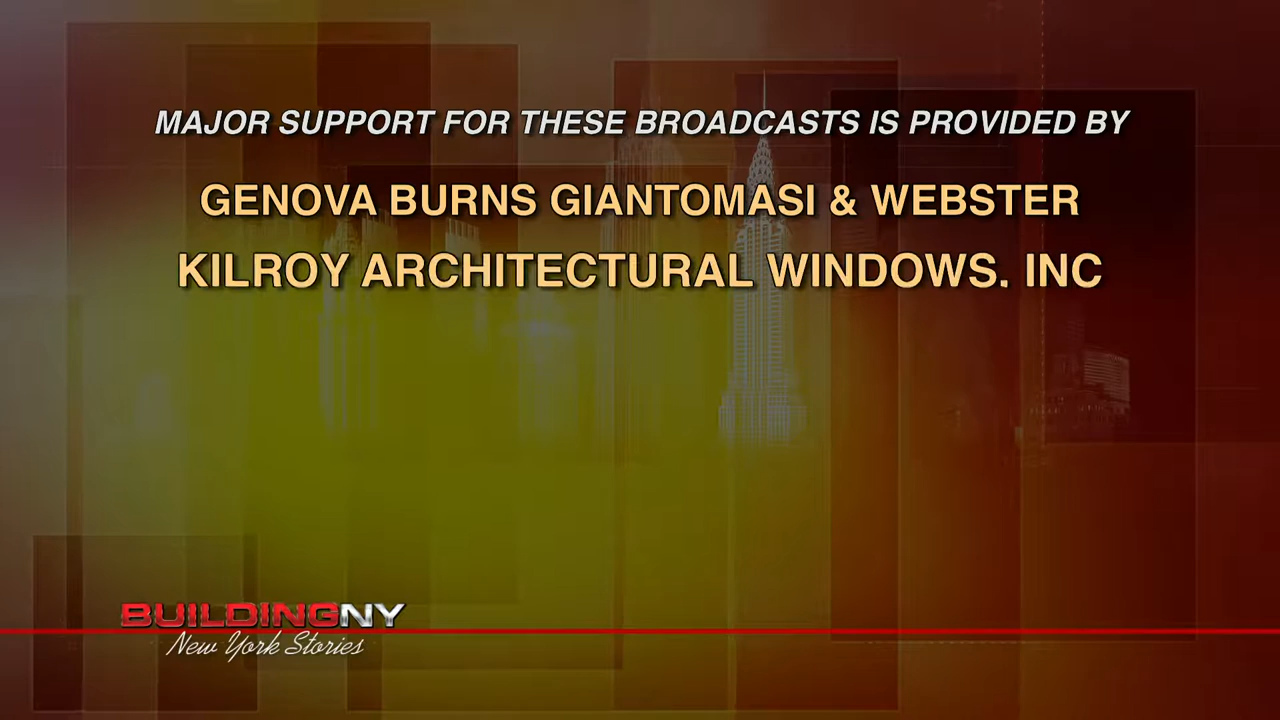 MAJOR SUPPORT FOR THESE BROADCASTS IS PROVIDED BY
GENOVA BURNS GIANTOMASI & WEBSTER
KILROY ARCHITECTURAL WINDOWS. INC
BUILDINGNY
New York Stories